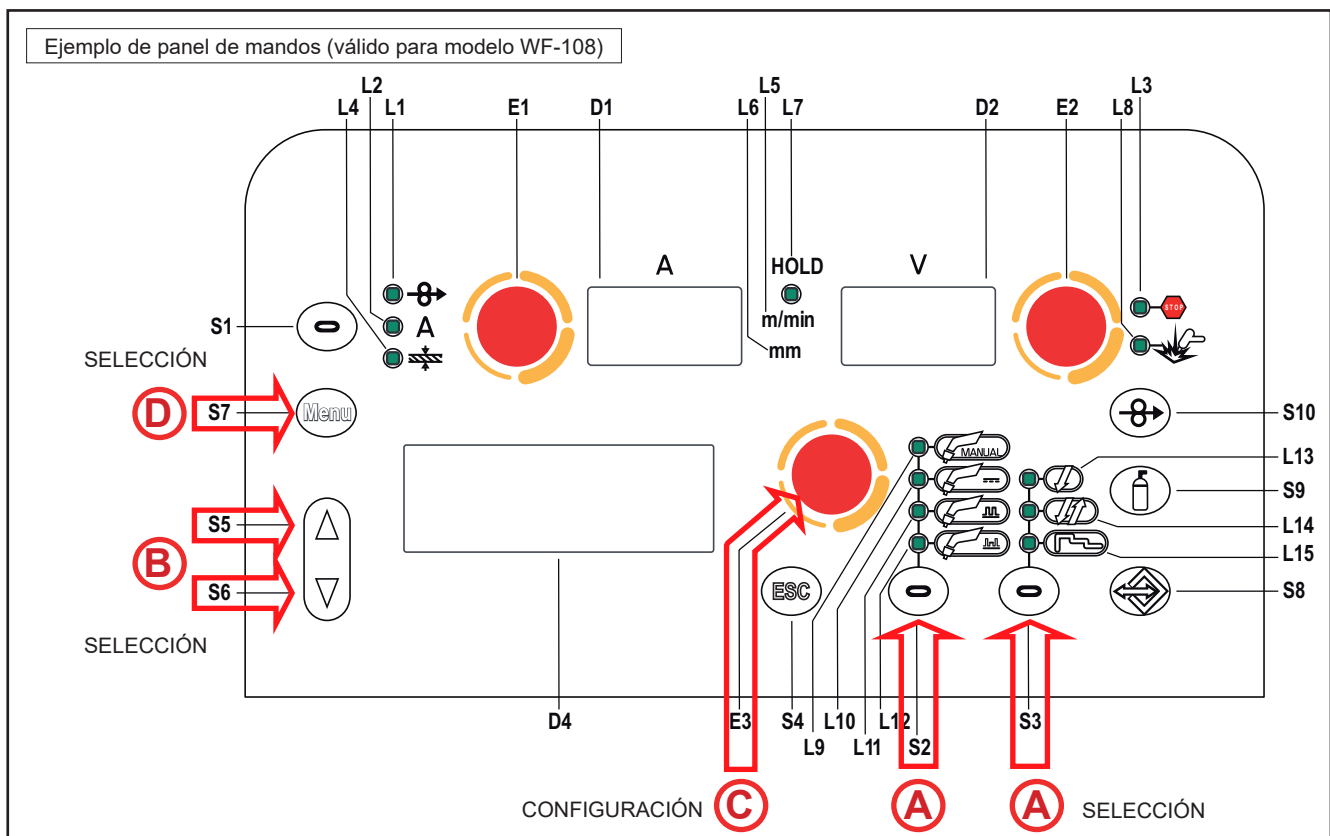 Ejemplo de panel de mandos (válido para modelo WF-108)
L2 L5 L3
L4 L1 E1 D1 L6 L7 D2 E2 L8
A HOLD V
S1 A m/min STOP
mm
SELECCIÓN
D S7 Menu S10
MANUAL L13
S5 S9
B L14
L15
S6 ESC S8
SELECCIÓN
D4 E3 S4 L10 L12 S3
L9 L11 S2
CONFIGURACIÓN C A A SELECCIÓN